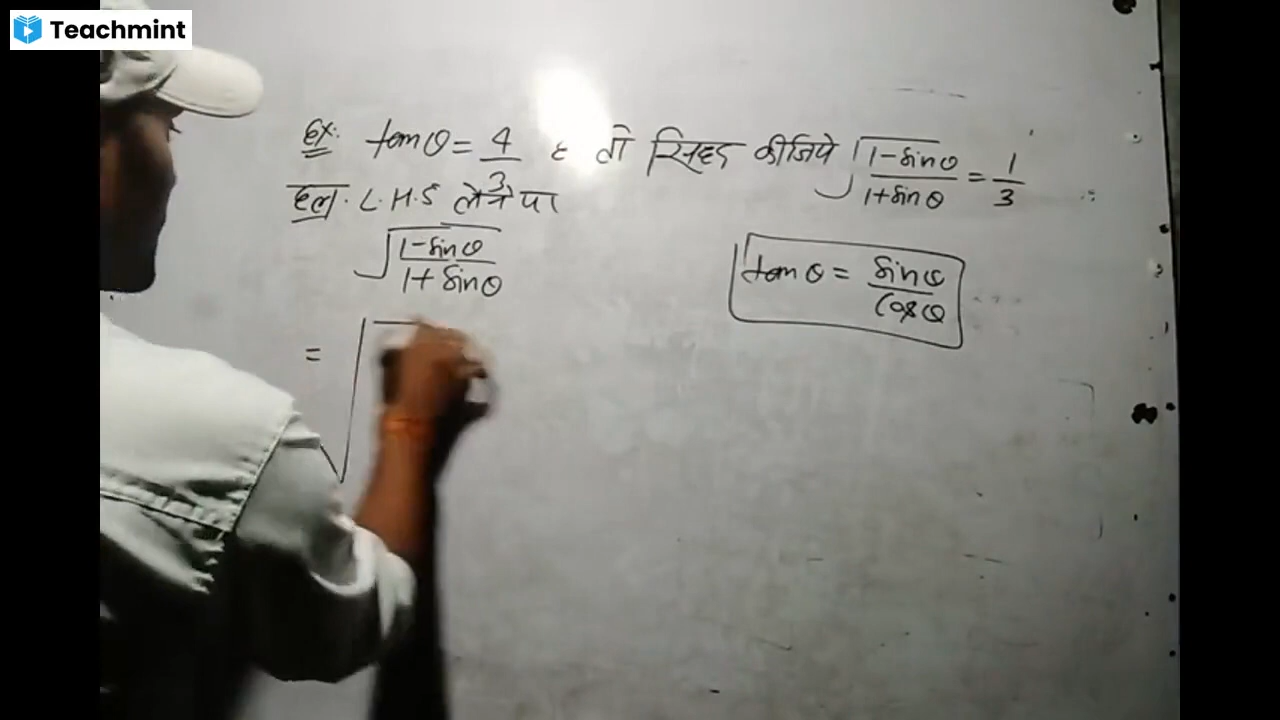 Teachmint
Ex:. tanθ = 4/3 है तो सिद्ध कीजिये √(1-sinθ/1+sinθ) = 1/3
हल. L.H.S लेने पर
√(1-sinθ/1+sinθ)
tanθ = sinθ/cosθ
= √